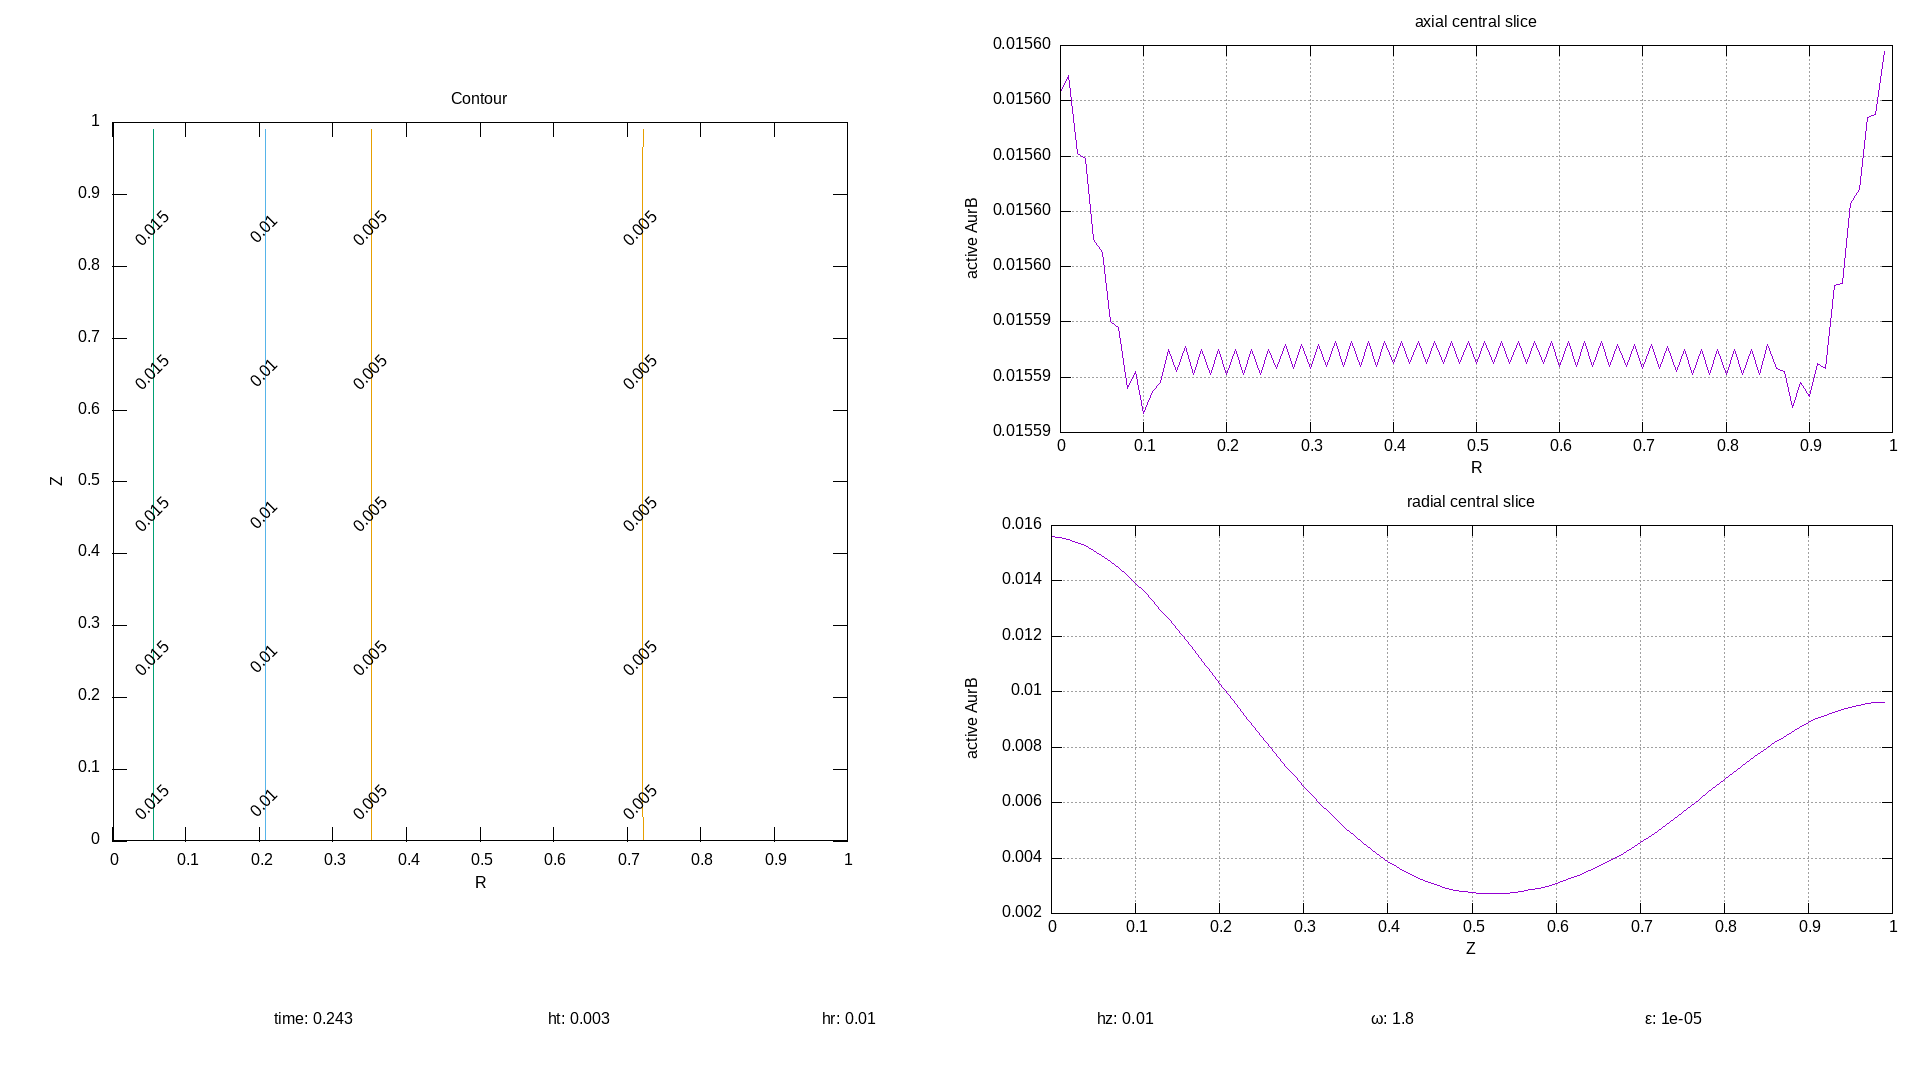 Contour
1
0.9
0.8
0.7
0.6
0.5
0.4
0.3
0.2
0.1
0
Z
0.015 0.01 0.005 0.005
0.015 0.01 0.005 0.005
0.015 0.01 0.005 0.005
0.015 0.01 0.005 0.005
0.015 0.01 0.005 0.005
0 0.1 0.2 0.3 0.4 0.5 0.6 0.7 0.8 0.9 1
R
axial central slice
0.01560
0.01560
0.01560
0.01560
0.01560
0.01559
0.01559
0.01559
active AurB
0 0.1 0.2 0.3 0.4 0.5 0.6 0.7 0.8 0.9 1
R
radial central slice
0.016
0.014
0.012
0.01
0.008
0.006
0.004
0.002
active AurB
0 0.1 0.2 0.3 0.4 0.5 0.6 0.7 0.8 0.9 1
Z
time: 0.243 ht: 0.003 hr: 0.01 hz: 0.01 ω: 1.8 ε: 1e-05